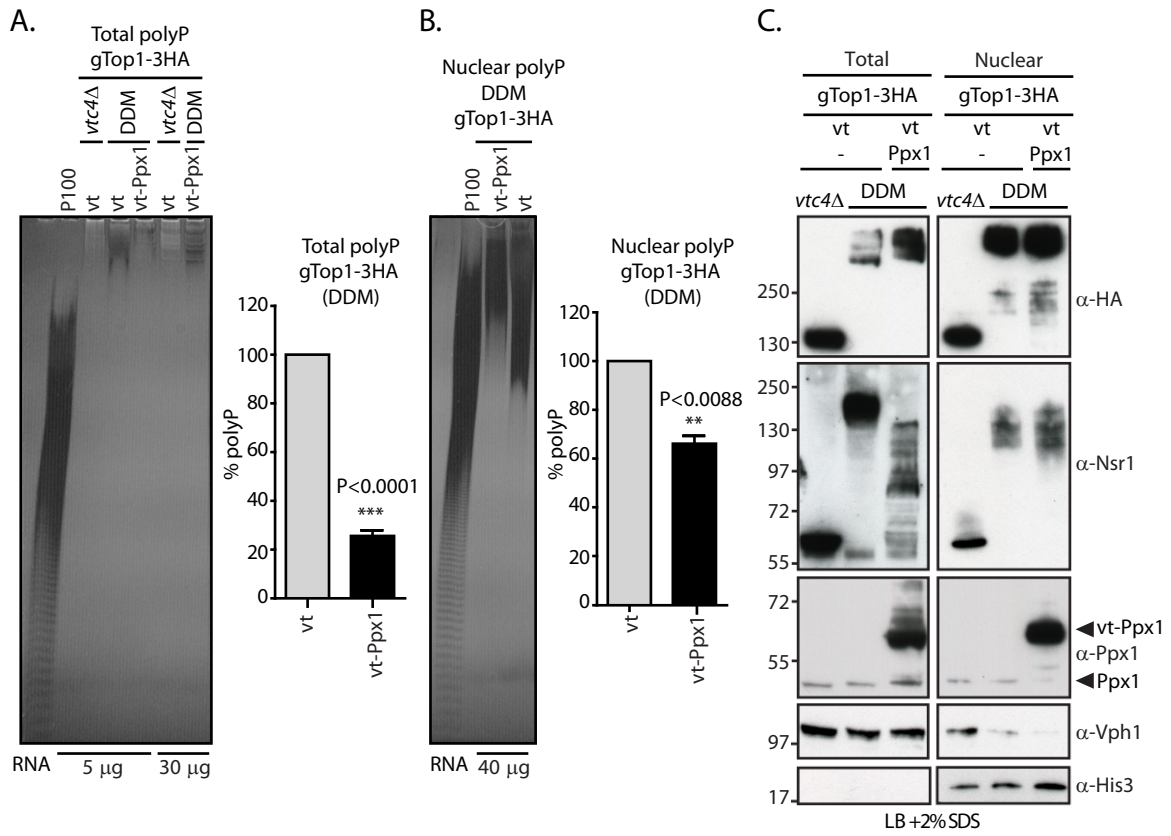 A.
Total polyP
gTop1-3HA
vtc4Δ
DDM
vtc4Δ
DDM
P100
vt
vt
vt-Ppx1
vt
vt-Ppx1
RNA
5 µg
30 µg
Total polyP
gTop1-3HA
(DDM)
120
100
80
60
40
20
0
% polyP
P<0.0001
***
vt
vt-Ppx1
B.
Nuclear polyP
DDM
gTop1-3HA
P100
vt-Ppx1
vt
RNA
40 µg
Nuclear polyP
gTop1-3HA
(DDM)
120
100
80
60
40
20
0
% polyP
P<0.0088
**
vt
vt-Ppx1
C.
Total Nuclear
gTop1-3HA gTop1-3HA
vt vt vt vt
- Ppx1 - Ppx1
vtc4Δ DDM vtc4Δ DDM
250
130
α-HA
250
130
97
72
55
α-Nsr1
72
55
vt-Ppx1
α-Ppx1
Ppx1
97
α-Vph1
17
α-His3
LB +2% SDS